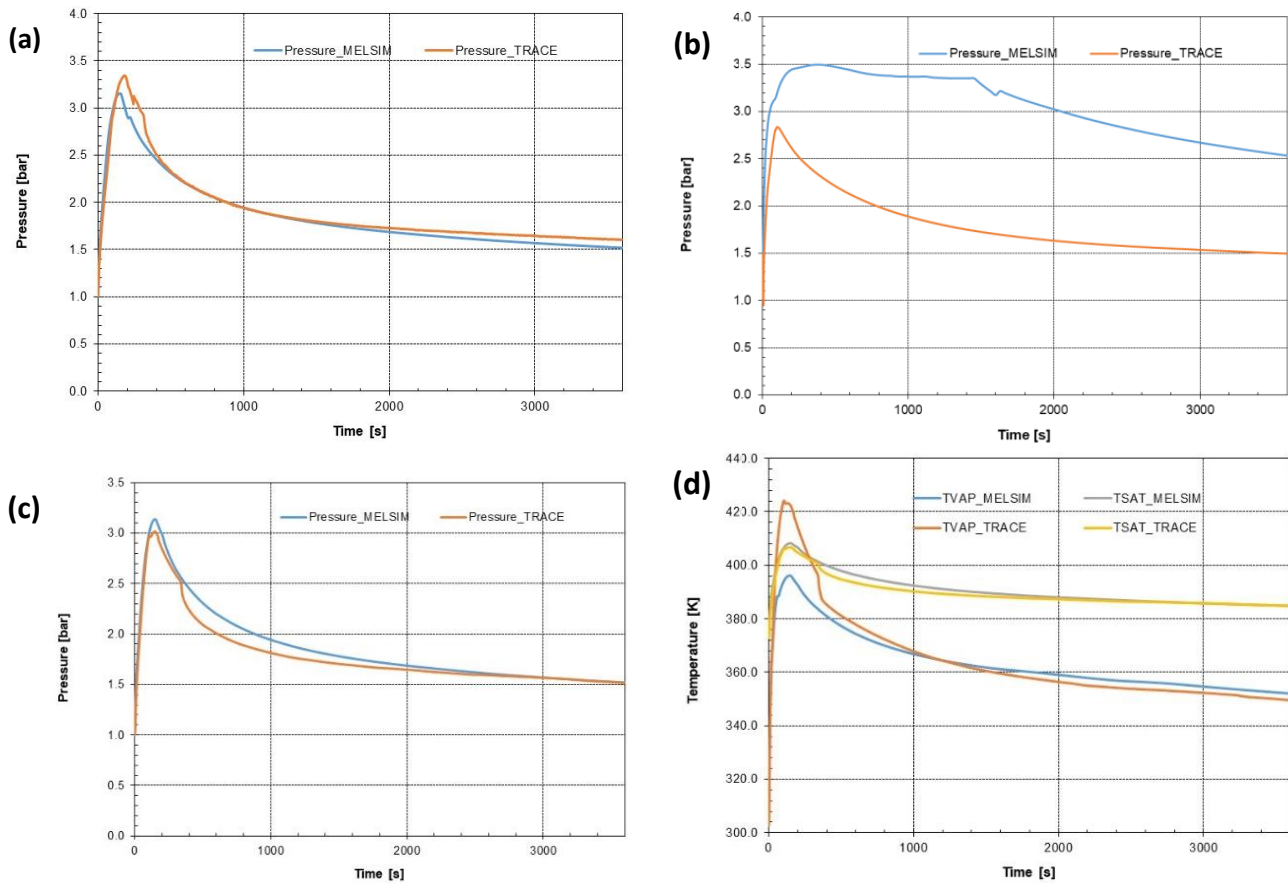 (a)
Pressure_MELSIM Pressure_TRACE
4.0
3.5
3.0
2.5
2.0
1.5
1.0
0.5
0.0
Pressure [bar]
0 1000 2000 3000
Time [s]
(b)
Pressure_MELSIM Pressure_TRACE
4.0
3.5
3.0
2.5
2.0
1.5
1.0
0.5
0.0
Pressure [bar]
0 1000 2000 3000
Time [s]
(c)
Pressure_MELSIM Pressure_TRACE
3.5
3.0
2.5
2.0
1.5
1.0
0.5
0.0
Pressure [bar]
0 1000 2000 3000
Time [s]
(d)
TVAP_MELSIM TSAT_MELSIM
TVAP_TRACE TSAT_TRACE
440.0
420.0
400.0
380.0
360.0
340.0
320.0
300.0
Temperature [K]
0 1000 2000 3000
Time [s]